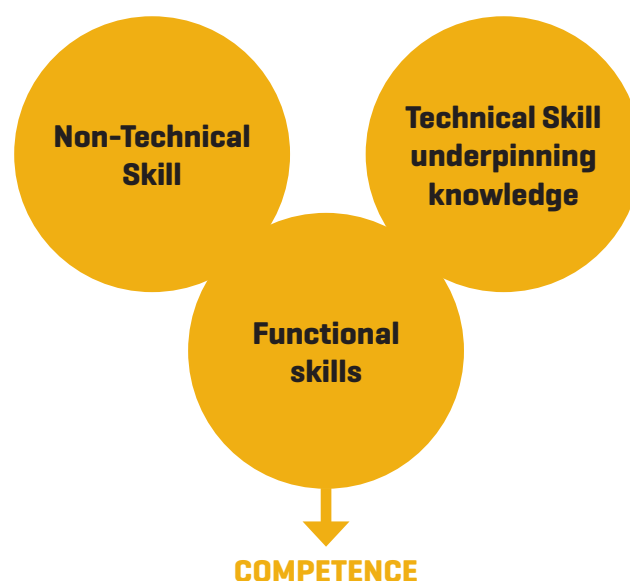 Non-Technical
Skill
Technical Skill
underpinning
knowledge
Functional
skills
COMPETENCE